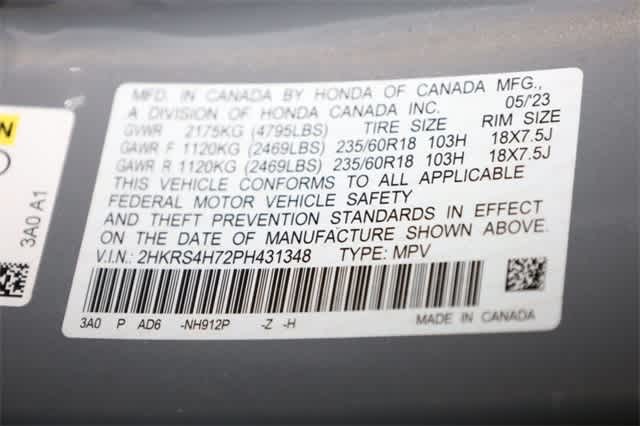 MFD. IN CANADA BY HONDA OF CANADA MFG.,
A DIVISION OF HONDA CANADA INC. 05/'23
GVWR 2175KG (4795LBS) TIRE SIZE RIM SIZE
GAWR F 1120KG (2469LBS) 235/60R18 103H 18X7.5J
GAWR R 1120KG (2469LBS) 235/60R18 103H 18X7.5J
THIS VEHICLE CONFORMS TO ALL APPLICABLE
FEDERAL MOTOR VEHICLE SAFETY
AND THEFT PREVENTION STANDARDS IN EFFECT
ON THE DATE OF MANUFACTURE SHOWN ABOVE.
V.I.N.: 2HKRS4H72PH431348 TYPE: MPV
3A0 P AD6 -NH912P -Z -H MADE IN CANADA
3A0 A1